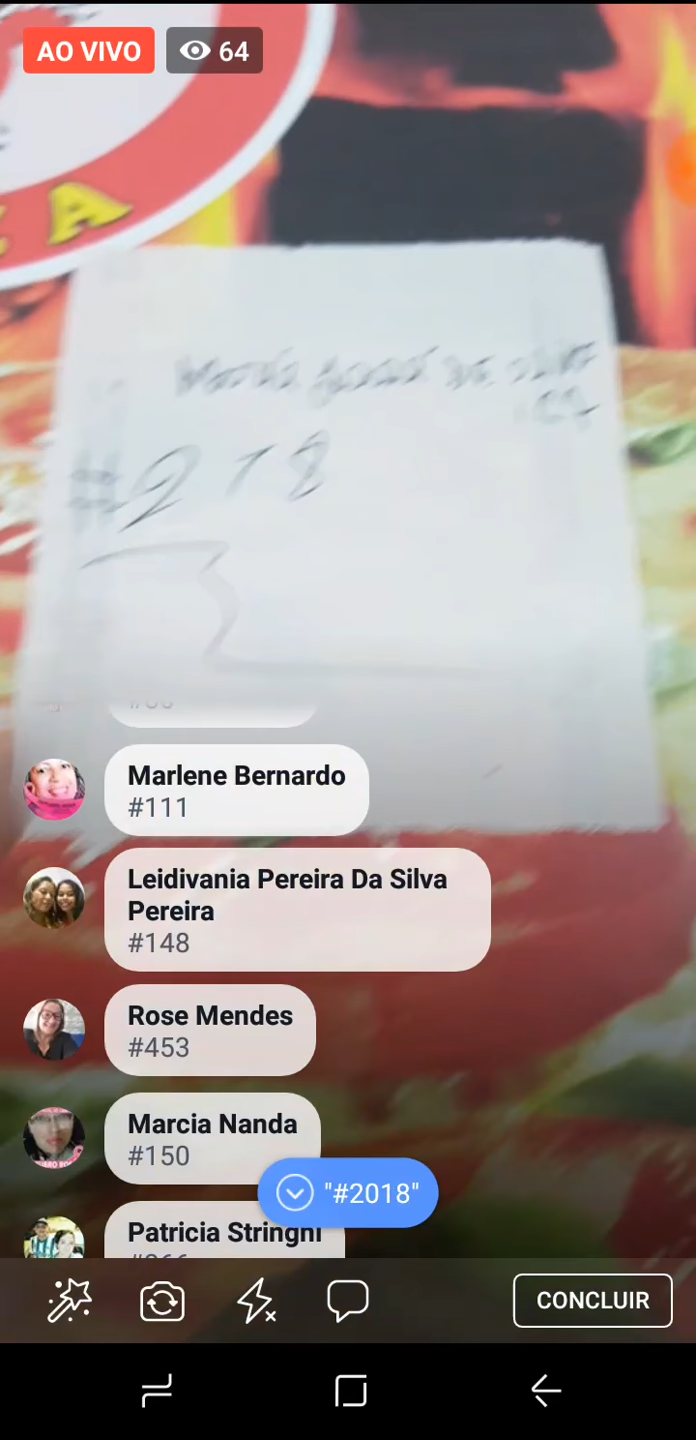 AO VIVO 64
A
DE
#218
Marlene Bernardo
#111
Leidivania Pereira Da Silva
Pereira
#148
Rose Mendes
#453
Marcia Nanda
#150
"#2018"
Patricia Stringhi
CONCLUIR